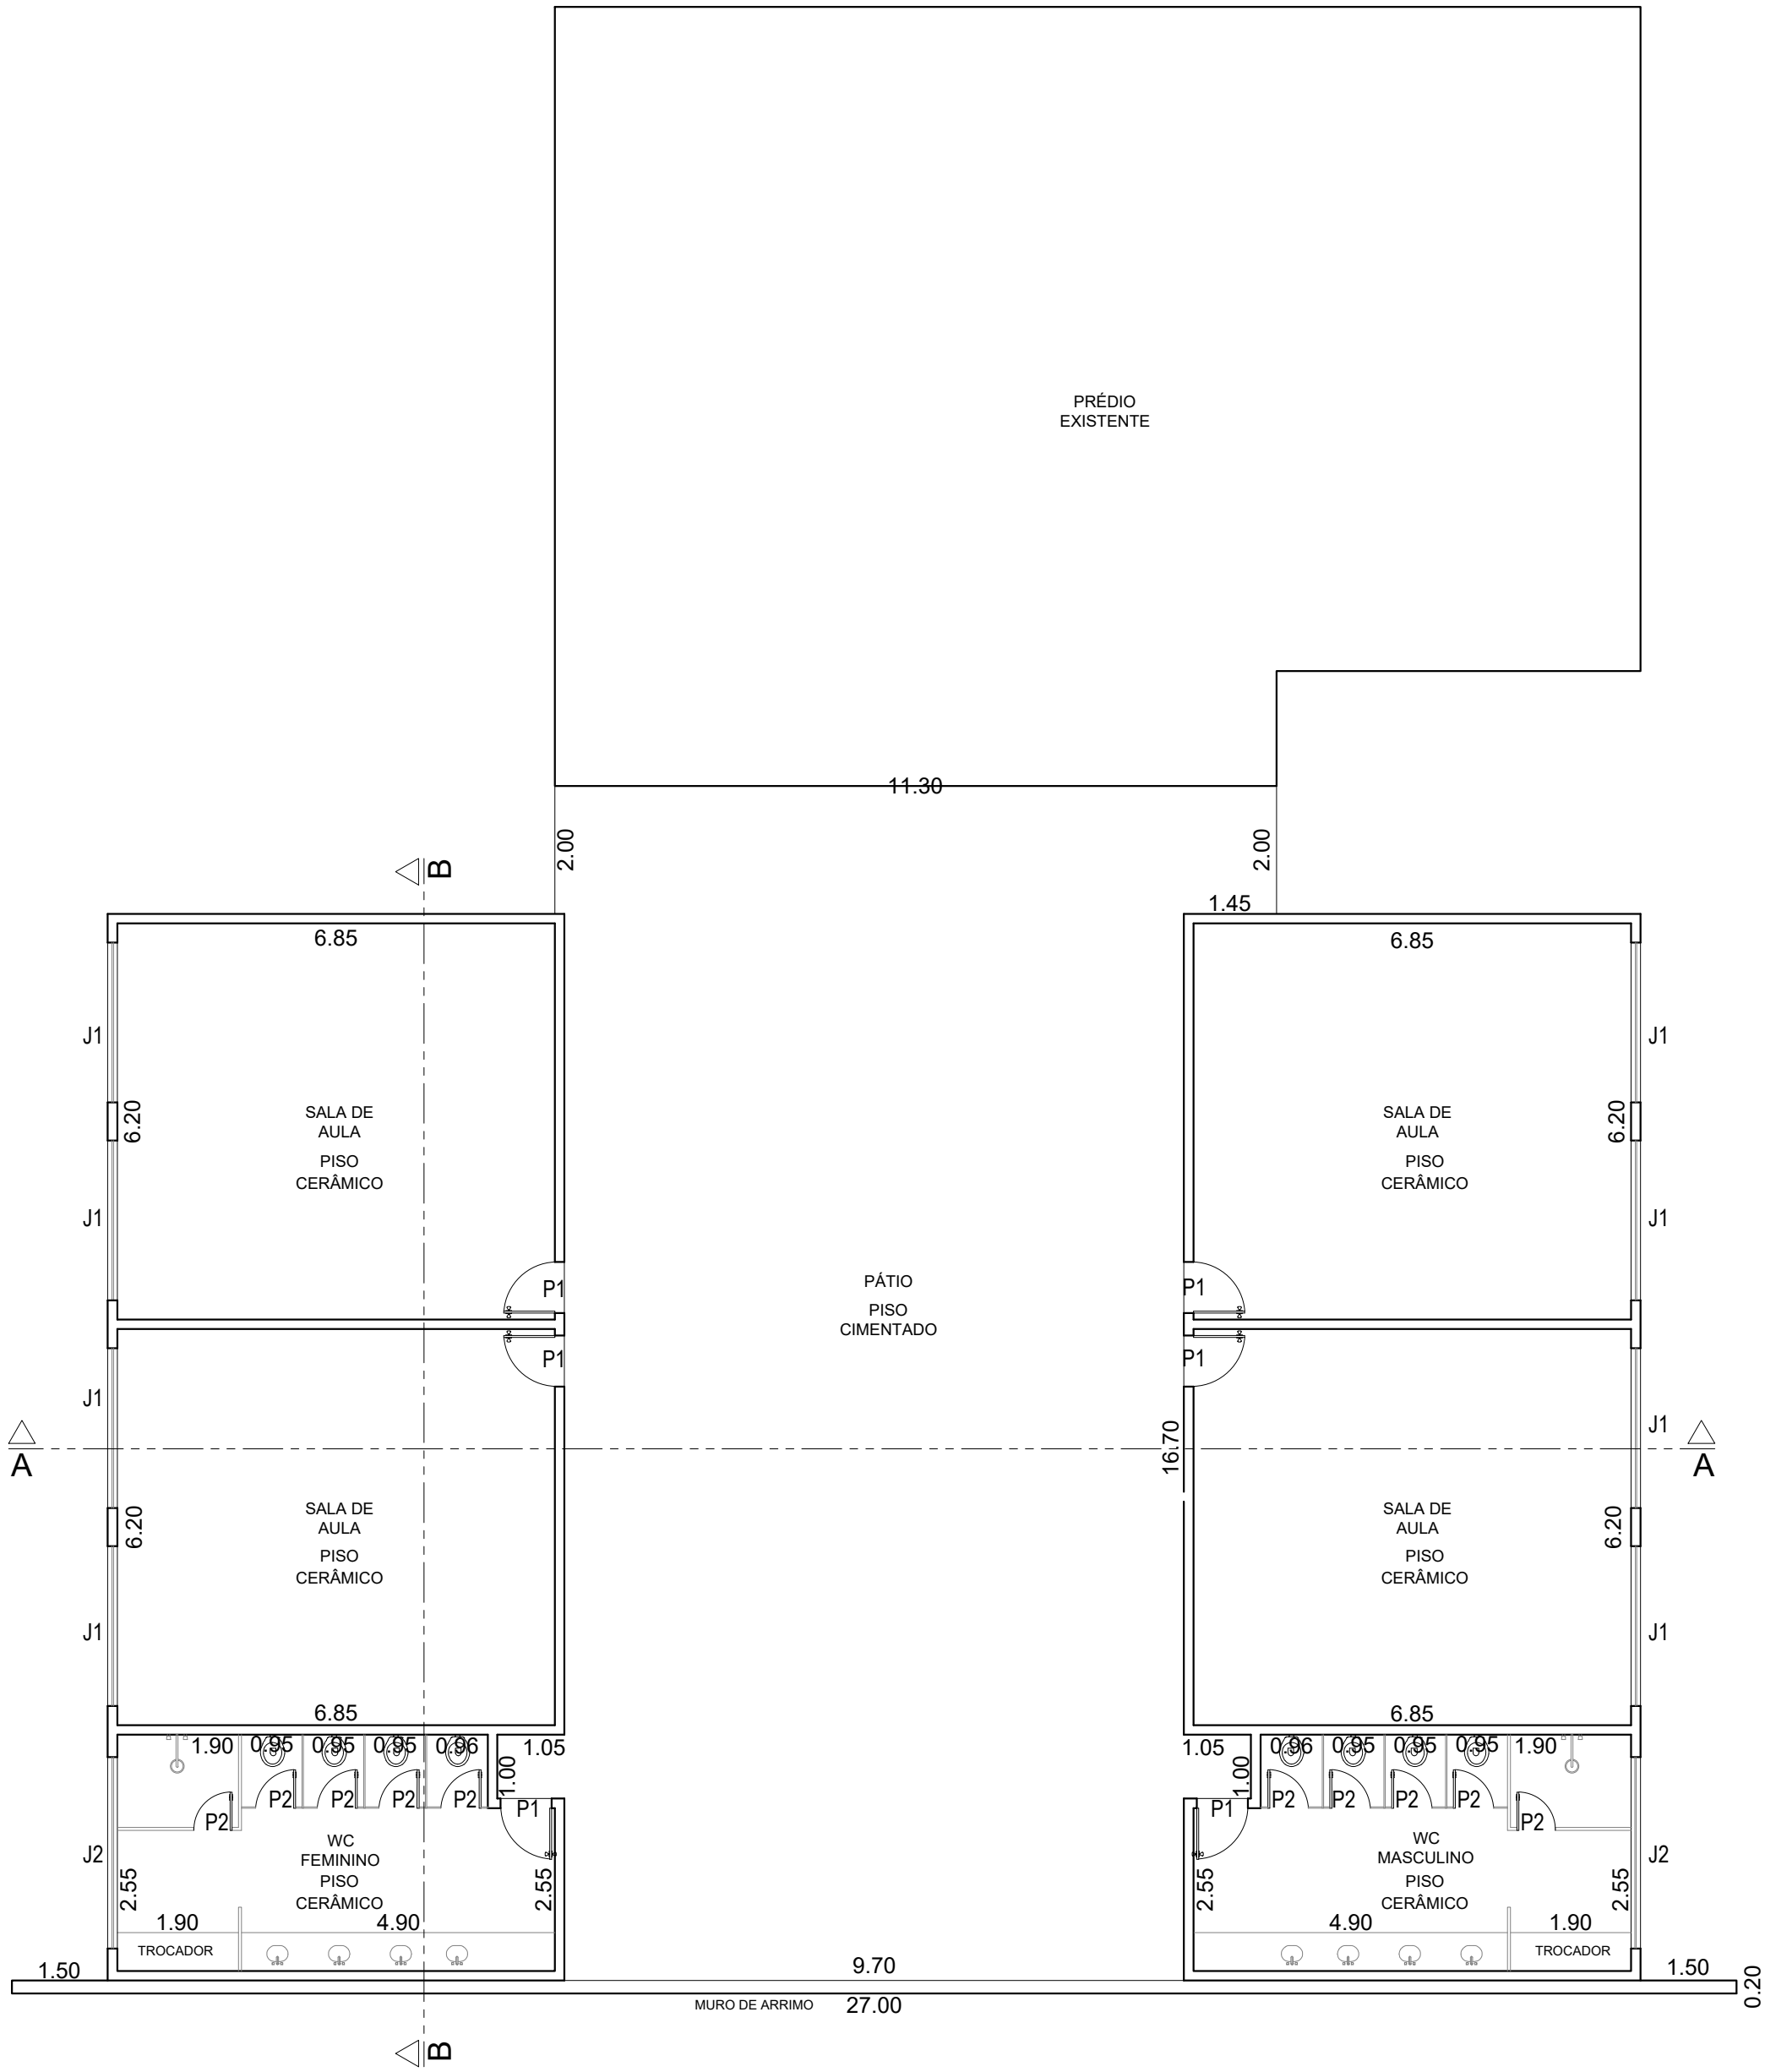 PRÉDIO
EXISTENTE
11.30
2.00
2.00
B
1.45
6.85
6.85
J1
J1
6.20
SALA DE
AULA
PISO
CERÂMICO
SALA DE
AULA
PISO
CERÂMICO
6.20
J1
J1
P1
PÁTIO
PISO
CIMENTADO
P1
P1
P1
J1
J1
A
16.70
A
6.20
SALA DE
AULA
PISO
CERÂMICO
SALA DE
AULA
PISO
CERÂMICO
6.20
J1
J1
6.85
6.85
1.90
0.95
0.95
0.95
0.96
1.05
1.05
0.96
0.95
0.95
0.95
1.90
1.00
1.00
P2
P2
P2
P2
P2
P1
P1
P2
P2
P2
P2
P2
J2
2.55
WC
FEMININO
PISO
CERÂMICO
2.55
2.55
WC
MASCULINO
PISO
CERÂMICO
2.55
J2
1.90
4.90
4.90
1.90
TROCADOR
TROCADOR
1.50
9.70
1.50
0.20
MURO DE ARRIMO
27.00
B